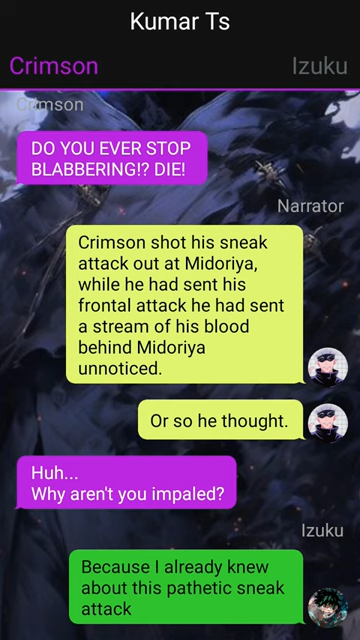 Kumar Ts
Crimson
Izuku
Crimson
DO YOU EVER STOP
BLABBERING!? DIE!
Narrator
Crimson shot his sneak
attack out at Midoriya,
while he had sent his
frontal attack he had sent
a stream of his blood
behind Midoriya
unnoticed.
Or so he thought.
Huh...
Why aren't you impaled?
Izuku
Because I already knew
about this pathetic sneak
attack